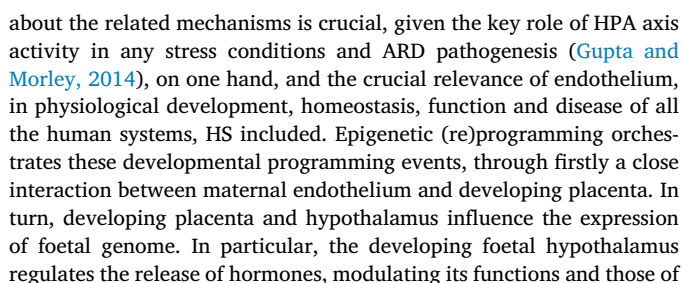 about the related mechanisms is crucial, given the key role of HPA axis
activity in any stress conditions and ARD pathogenesis (Gupta and
Morley, 2014), on one hand, and the crucial relevance of endothelium,
in physiological development, homeostasis, function and disease of all
the human systems, HS included. Epigenetic (re)programming orches-
trates these developmental programming events, through firstly a close
interaction between maternal endothelium and developing placenta. In
turn, developing placenta and hypothalamus influence the expression
of foetal genome. In particular, the developing foetal hypothalamus
regulates the release of hormones, modulating its functions and those of